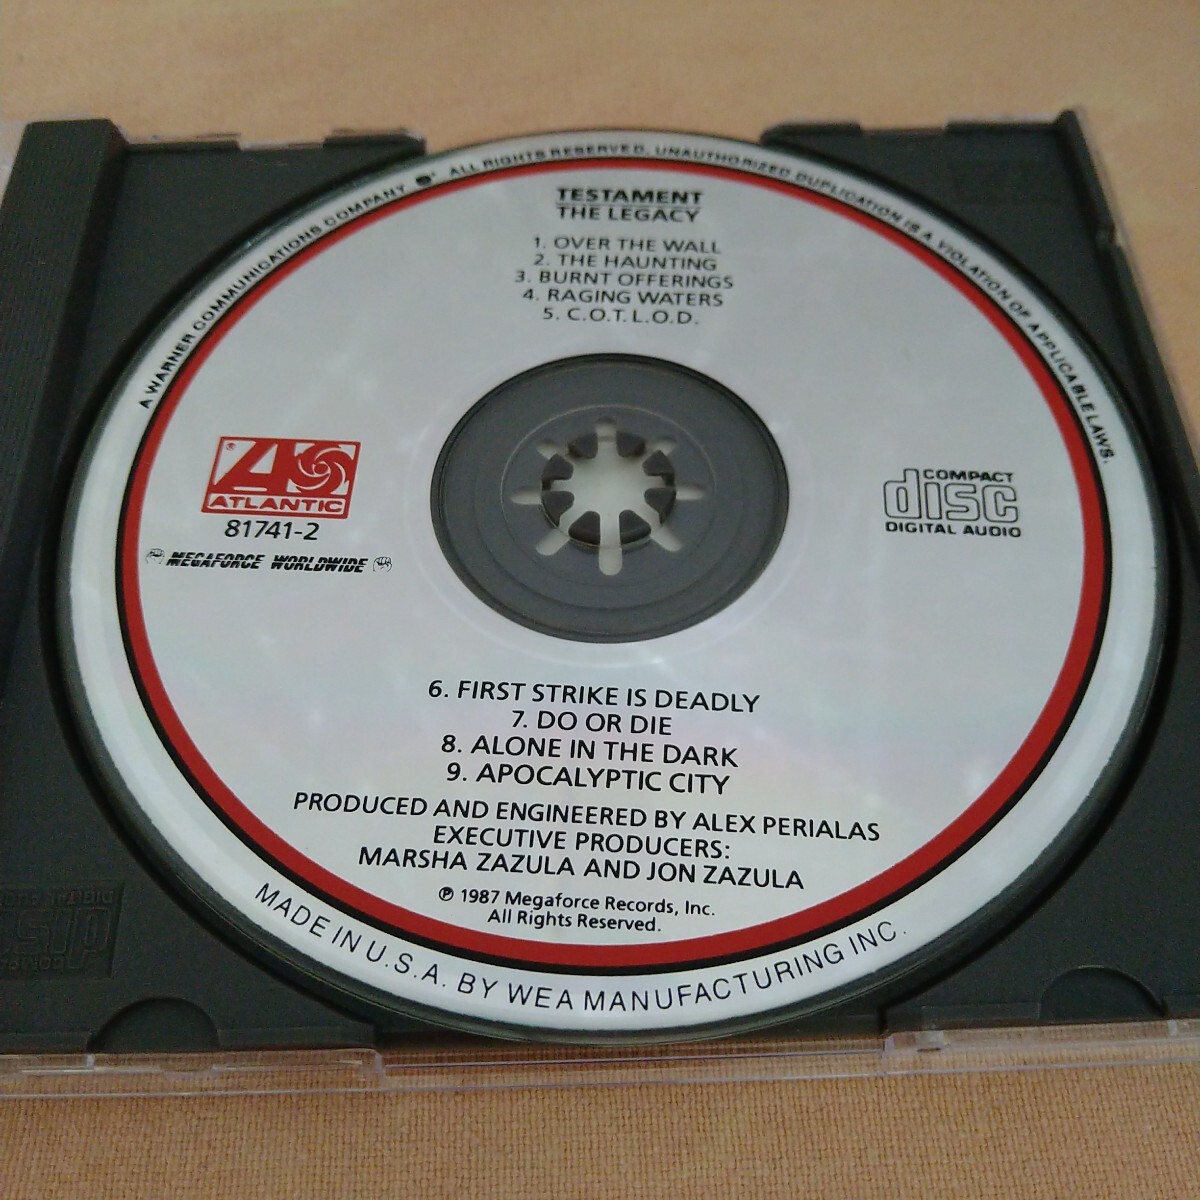 A WARNER COMMUNICATIONS COMPANY ℗ ALL RIGHTS RESERVED. UNAUTHORIZED DUPLICATION IS A VIOLATION OF APPLICABLE LAWS.
TESTAMENT
THE LEGACY
1. OVER THE WALL
2. THE HAUNTING
3. BURNT OFFERINGS
4. RAGING WATERS
5. C.O.T.L.O.D.
®
ATLANTIC
81741-2
MEGAFORCE WORLDWIDE
COMPACT
disc
DIGITAL AUDIO
6. FIRST STRIKE IS DEADLY
7. DO OR DIE
8. ALONE IN THE DARK
9. APOCALYPTIC CITY
PRODUCED AND ENGINEERED BY ALEX PERIALAS
EXECUTIVE PRODUCERS:
MARSHA ZAZULA AND JON ZAZULA
℗ 1987 Megaforce Records, Inc.
All Rights Reserved.
MADE IN U.S.A. BY WEA MANUFACTURING INC.